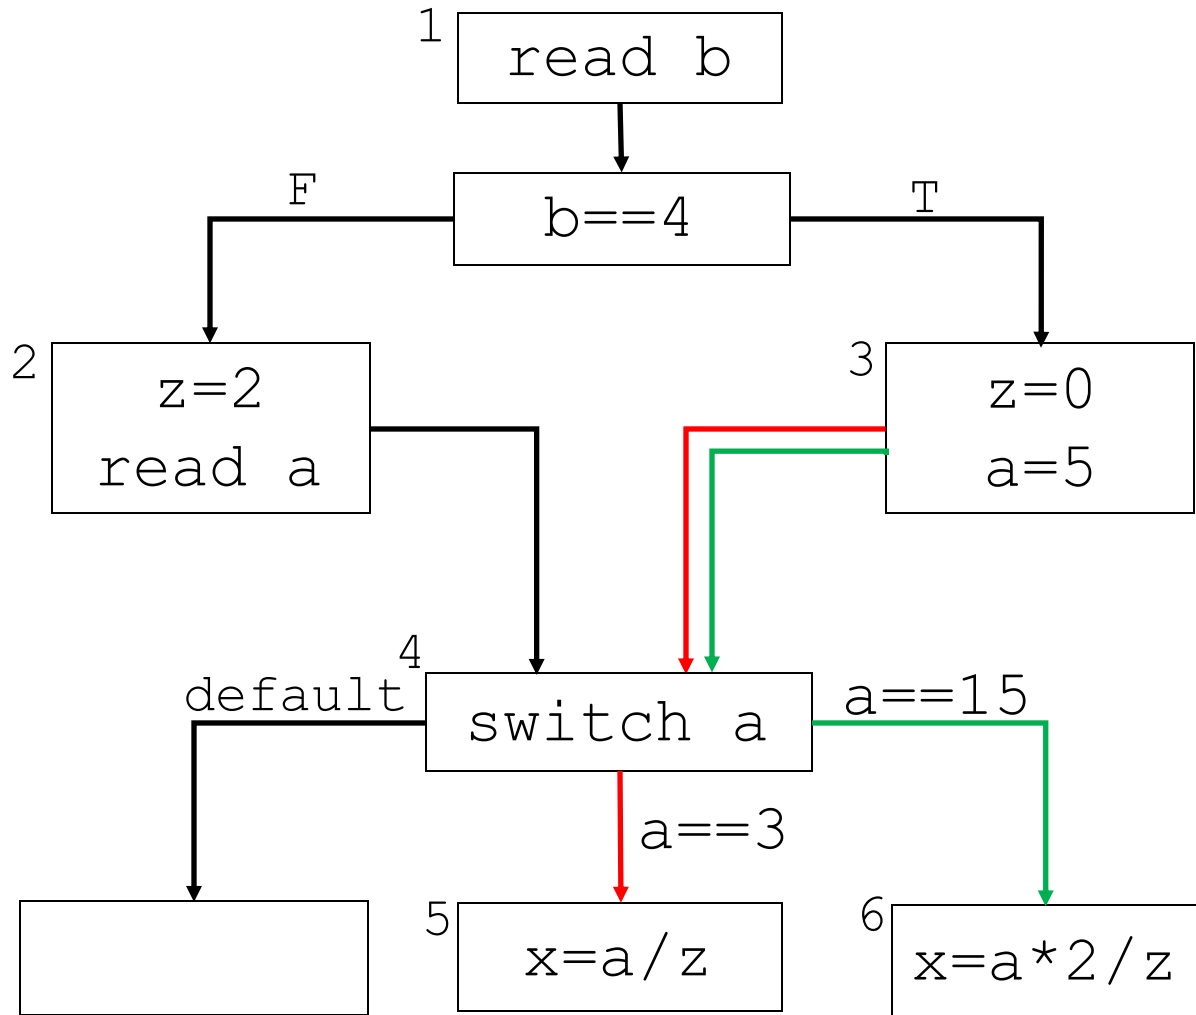 1
read b
F
b==4
T
2
z=2
read a
3
z=0
a=5
4
default
switch a
a==15
a==3
5
x=a/z
6
x=a*2/z